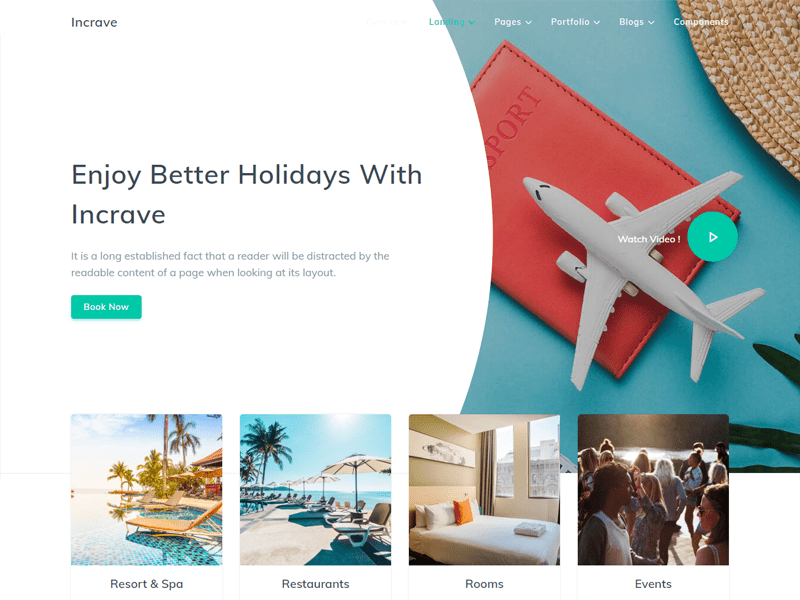 Incrave
Landing
Pages
Portfolio
Blogs
Components
PASSPORT
Enjoy Better Holidays With
Incrave
Watch Video !
It is a long established fact that a reader will be distracted by the
readable content of a page when looking at its layout.
Book Now
Resort & Spa
Restaurants
Rooms
Events